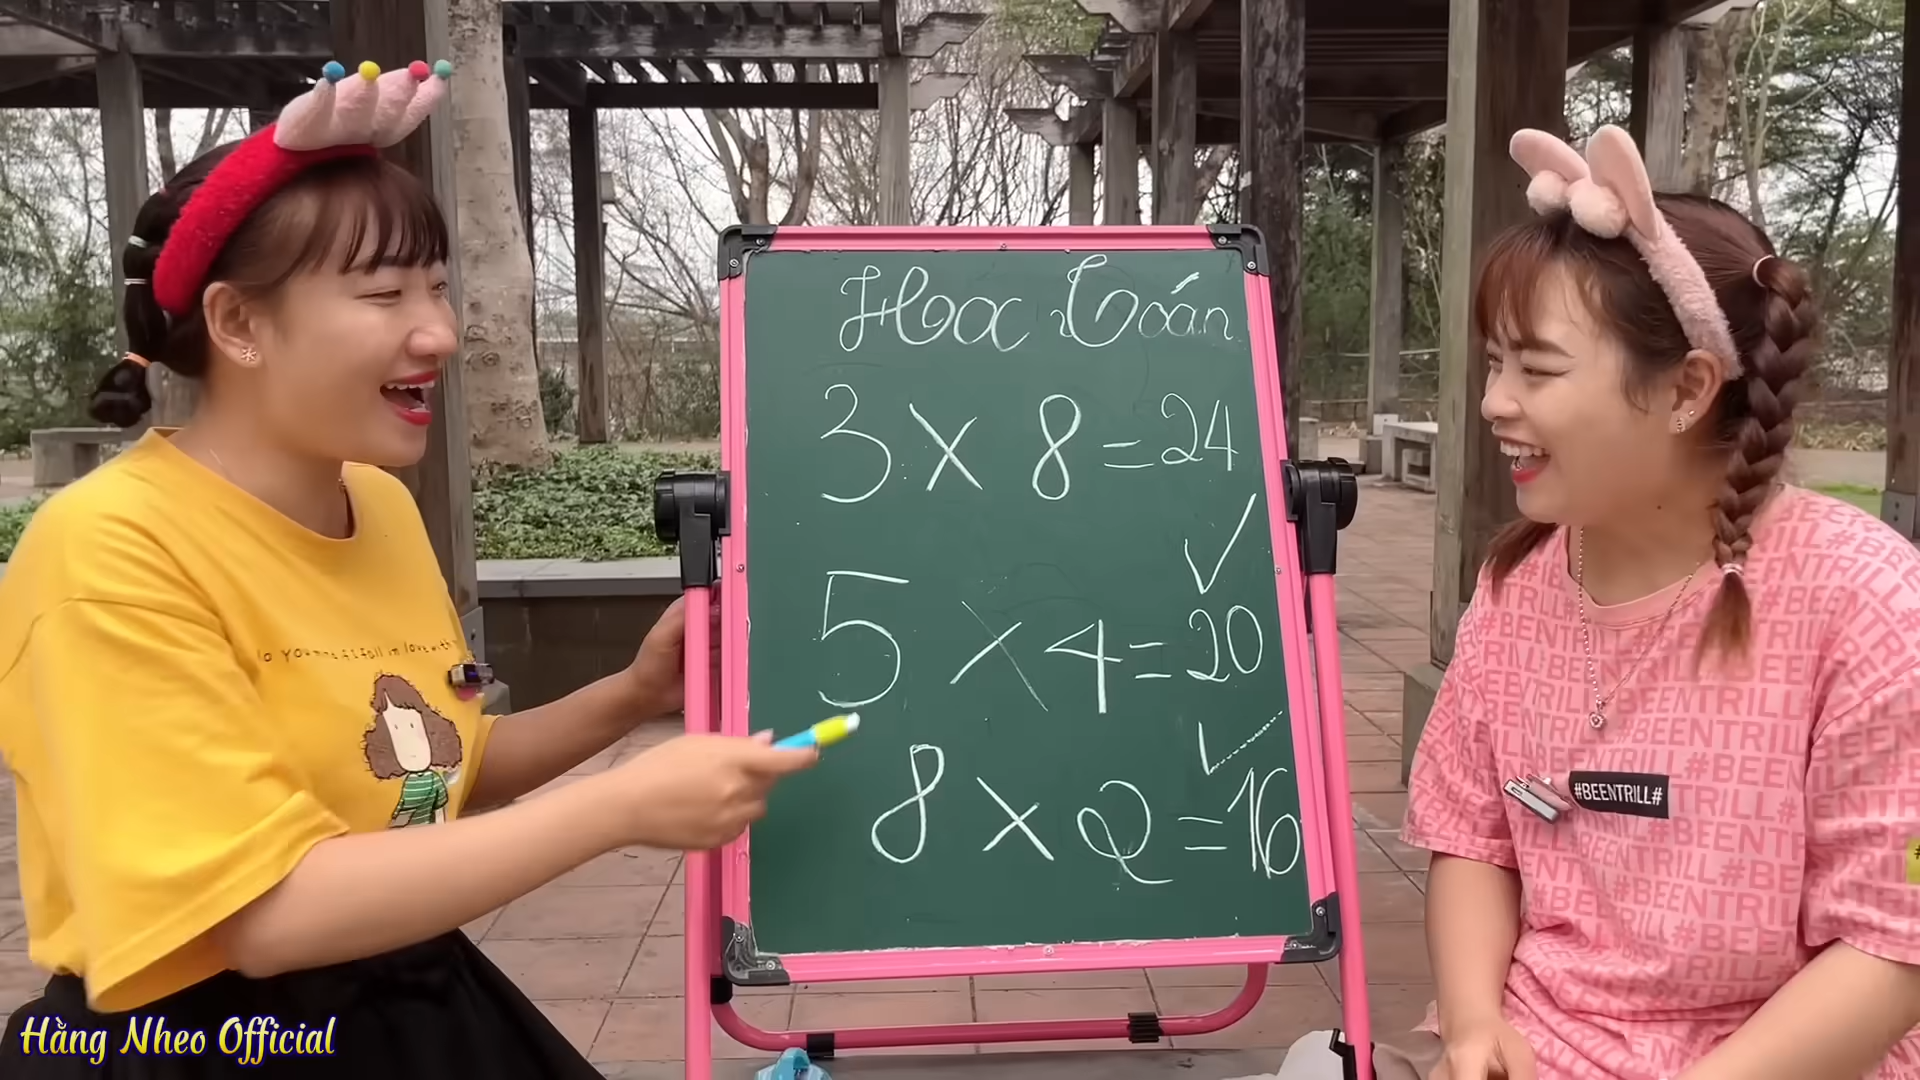 Học Toán
3 x 8 = 24
5 x 4 = 20
8 x 2 = 16
#BEENTRILL#
Hằng Nheo Official